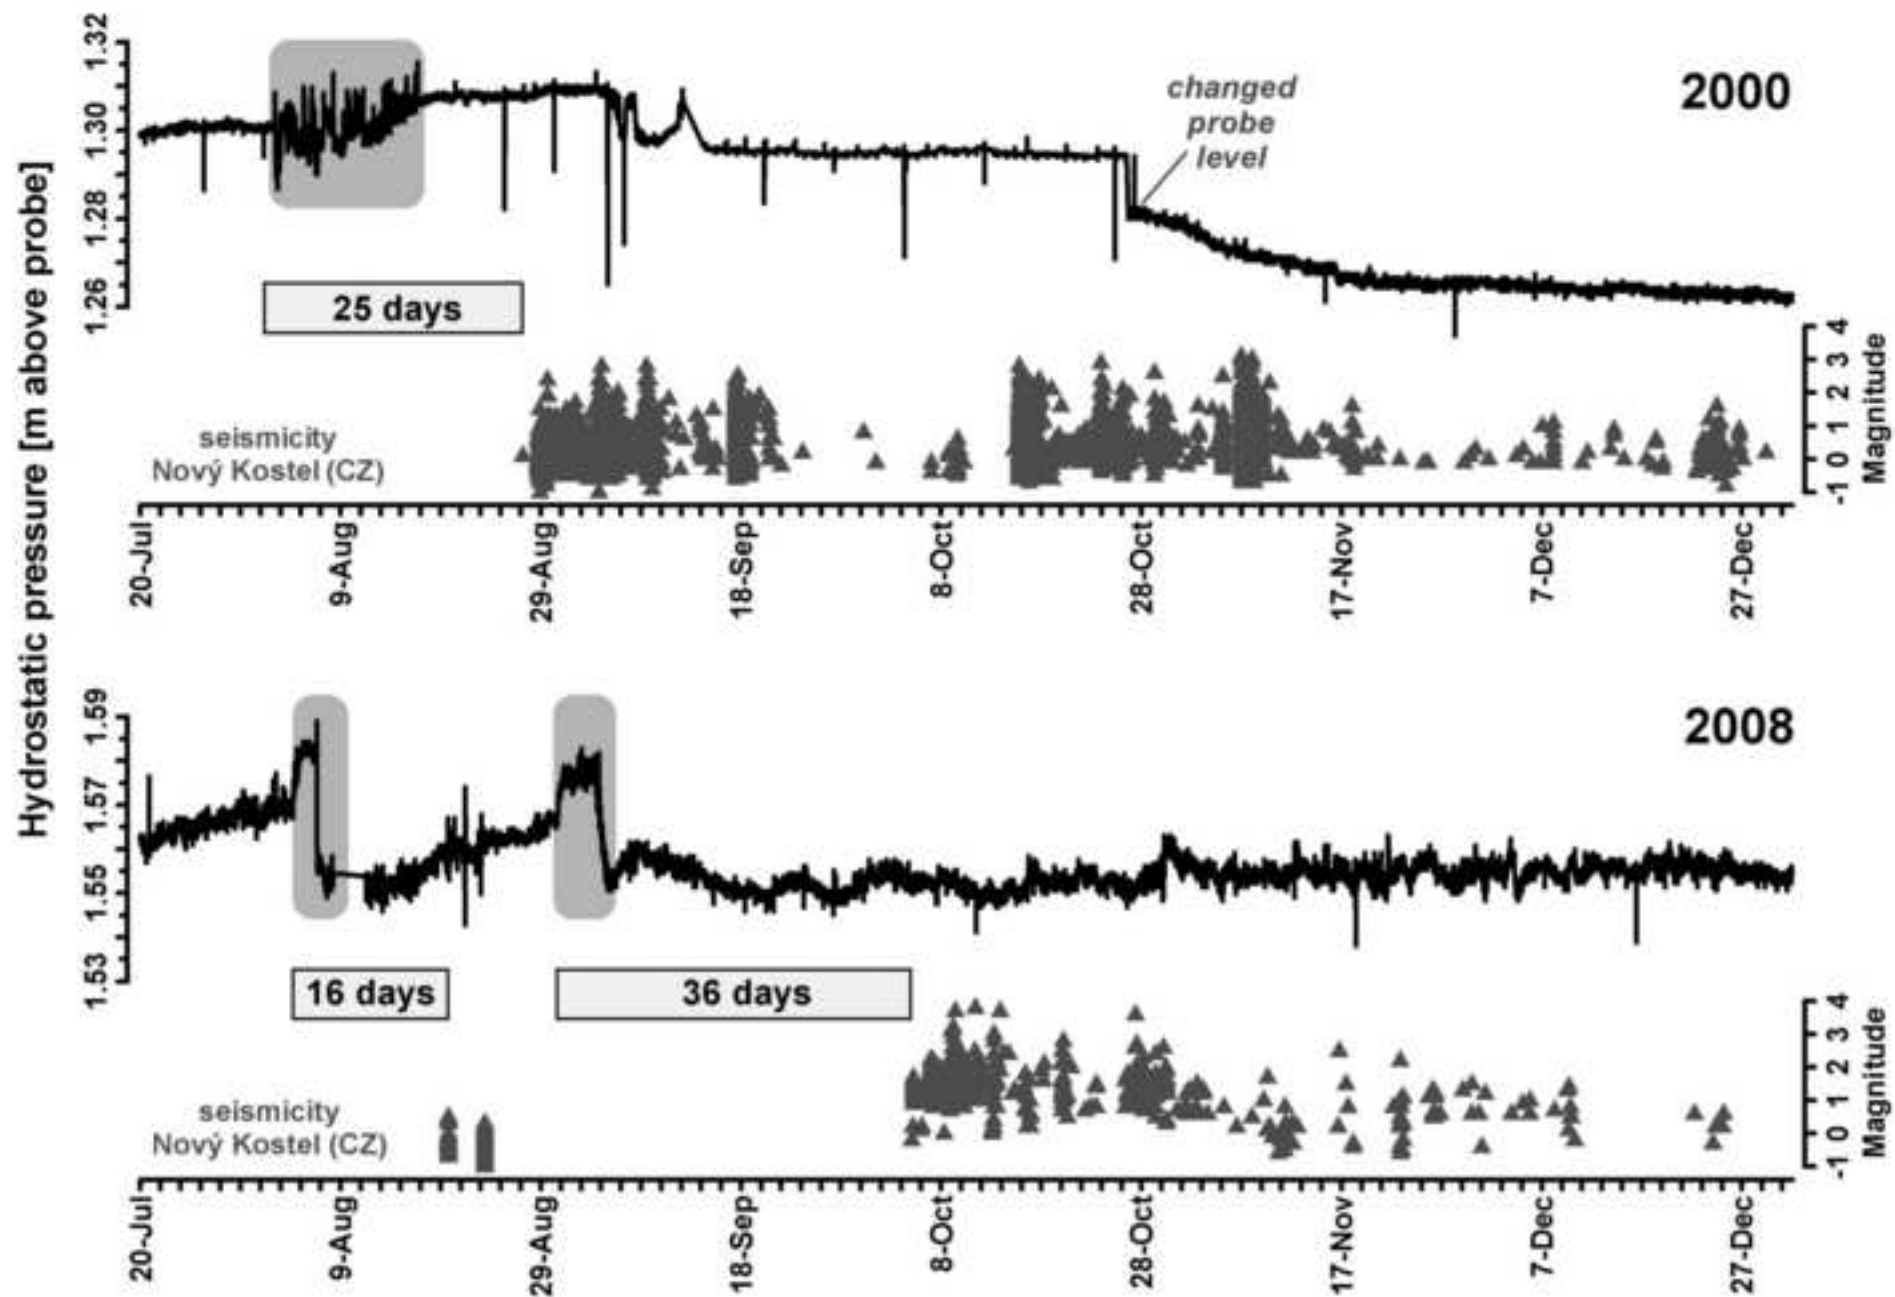 Hydrostatic pressure [m above probe]
2000
1.32
1.30
1.28
1.26
changed
probe
level
25 days
seismicity
Nový Kostel (CZ)
4
3
2
1
0
-1
Magnitude
20-Jul
9-Aug
29-Aug
18-Sep
8-Oct
28-Oct
17-Nov
7-Dec
27-Dec
2008
1.59
1.57
1.55
1.53
16 days
36 days
seismicity
Nový Kostel (CZ)
4
3
2
1
0
-1
Magnitude
20-Jul
9-Aug
29-Aug
18-Sep
8-Oct
28-Oct
17-Nov
7-Dec
27-Dec